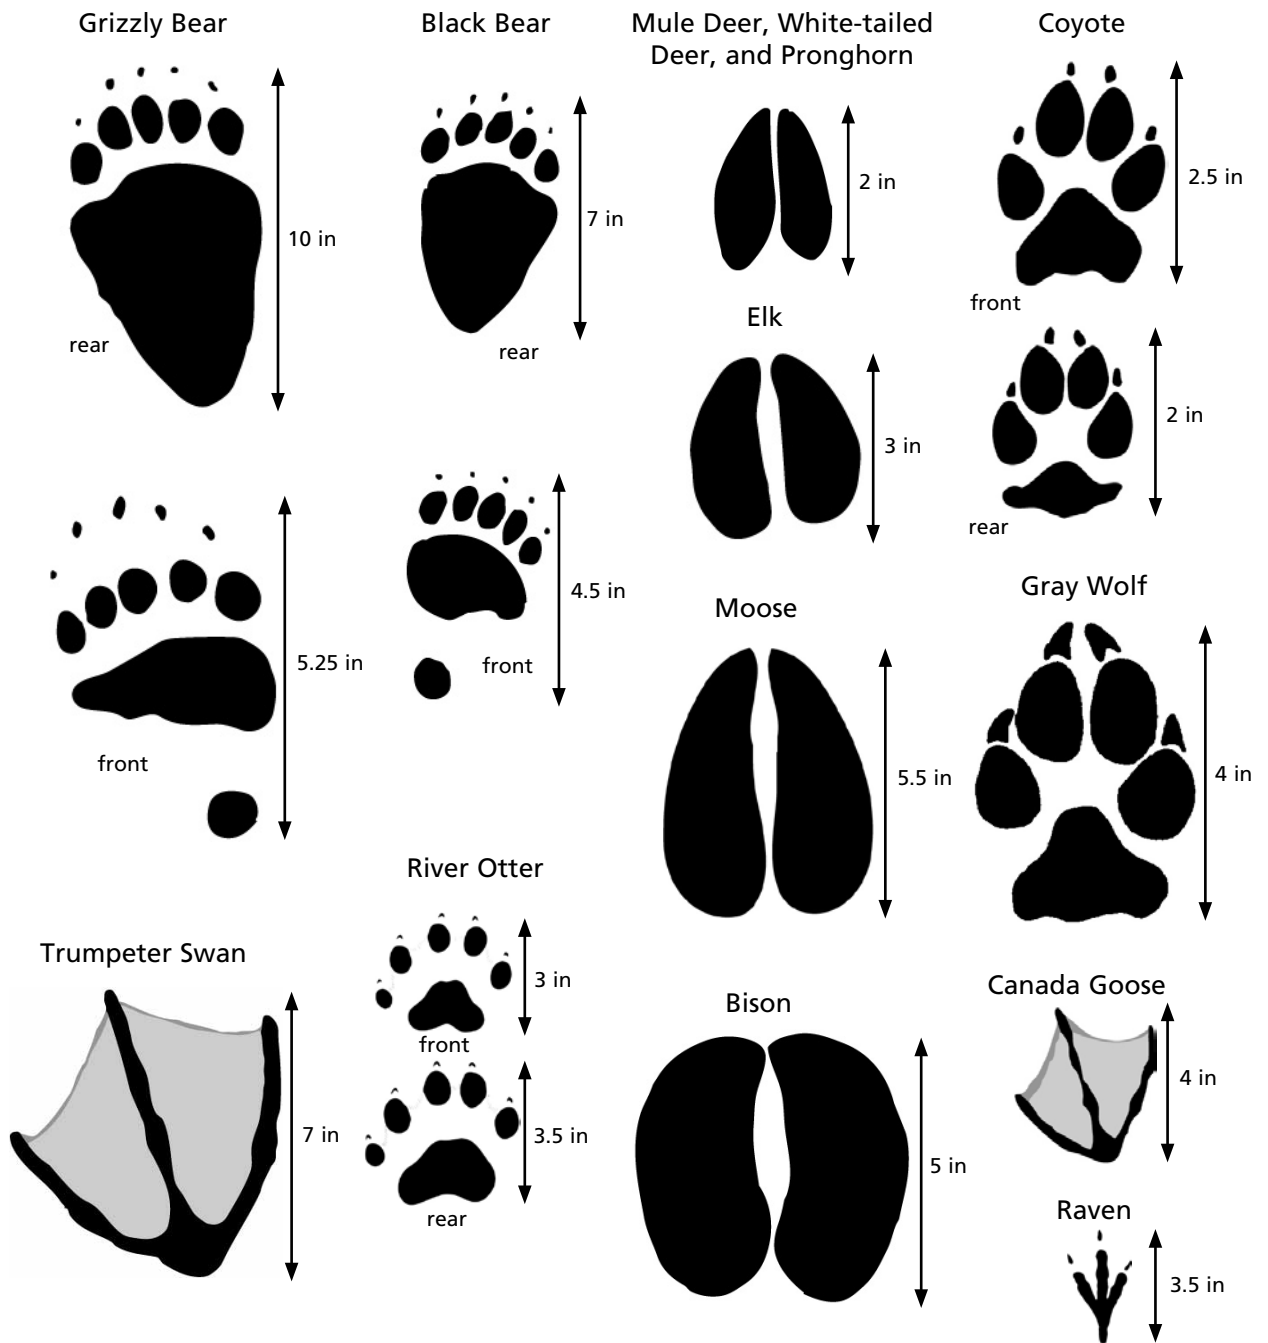 Grizzly Bear
10 in
rear
5.25 in
front
Black Bear
7 in
rear
4.5 in
front
Mule Deer, White-tailed
Deer, and Pronghorn
2 in
Elk
3 in
Moose
5.5 in
Bison
5 in
Coyote
2.5 in
front
2 in
rear
Gray Wolf
4 in
River Otter
3 in
front
3.5 in
rear
Trumpeter Swan
7 in
Canada Goose
4 in
Raven
3.5 in